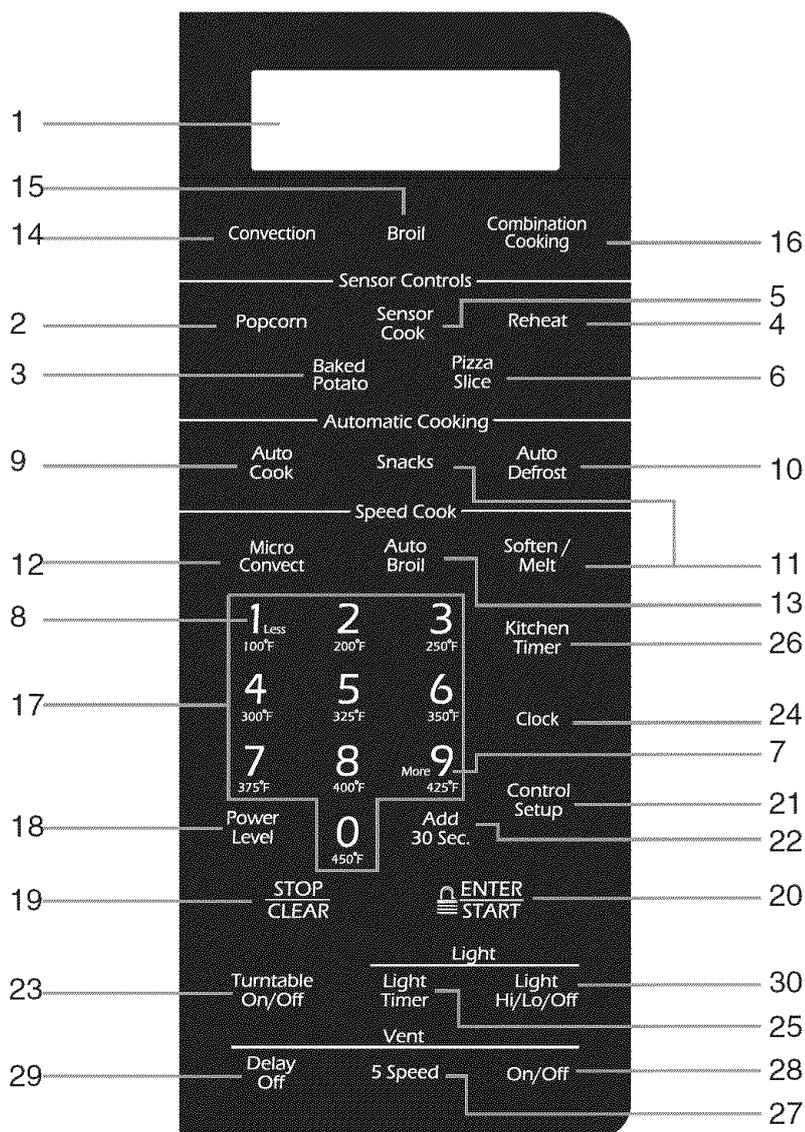 1
15
14 Convection Broil Combination
Cooking 16
Sensor Controls
5
2 Popcorn Sensor
Cook Reheat 4
3 Baked
Potato Pizza
Slice 6
Automatic Cooking
9 Auto
Cook Snacks Auto
Defrost 10
Speed Cook
12 Micro
Convect Auto
Broil Soften /
Melt 11
13
8 1 Less 2 3 Kitchen
Timer 26
100°F 200°F 250°F
17 4 5 6 Clock 24
300°F 325°F 350°F
7 8 More 9 7
375°F 400°F 425°F Control
Setup 21
18 Power
Level 0 Add
30 Sec. 22
450°F
19 STOP
CLEAR ENTER
START 20
Light
23 Turntable
On/Off Light
Timer Light
Hi/Lo/Off 30
25
Vent
29 Delay
Off 5 Speed On/Off 28
27